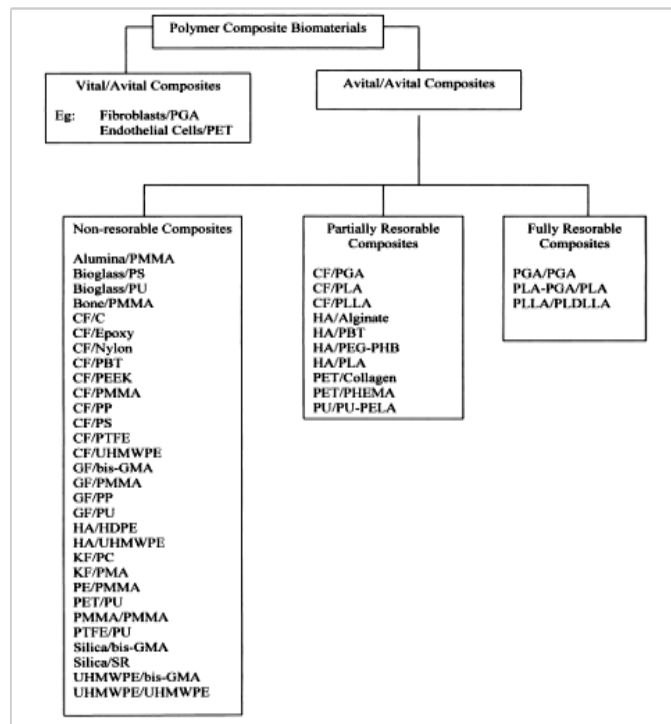 Polymer Composite Biomaterials
Vital/Avital Composites
Eg: Fibroblasts/PGA
Endothelial Cells/PET
Avital/Avital Composites
Non-resorable Composites
Alumina/PMMA
Bioglass/PS
Bioglass/PU
Bone/PMMA
CF/C
CF/Epoxy
CF/Nylon
CF/PBT
CF/PEEK
CF/PMMA
CF/PP
CF/PS
CF/PTFE
CF/UHMWPE
GF/bis-GMA
GF/PMMA
GF/PP
GF/PU
HA/HDPE
HA/UHMWPE
KF/PC
KF/PMA
PE/PMMA
PET/PU
PMMA/PMMA
PTFE/PU
Silica/bis-GMA
Silica/SR
UHMWPE/bis-GMA
UHMWPE/UHMWPE
Partially Resorable
Composites
CF/PGA
CF/PLA
CF/PLLA
HA/Alginate
HA/PBT
HA/PEG-PHB
HA/PLA
PET/Collagen
PET/PHEMA
PU/PU-PELA
Fully Resorable
Composites
PGA/PGA
PLA-PGA/PLA
PLLA/PLDLLA